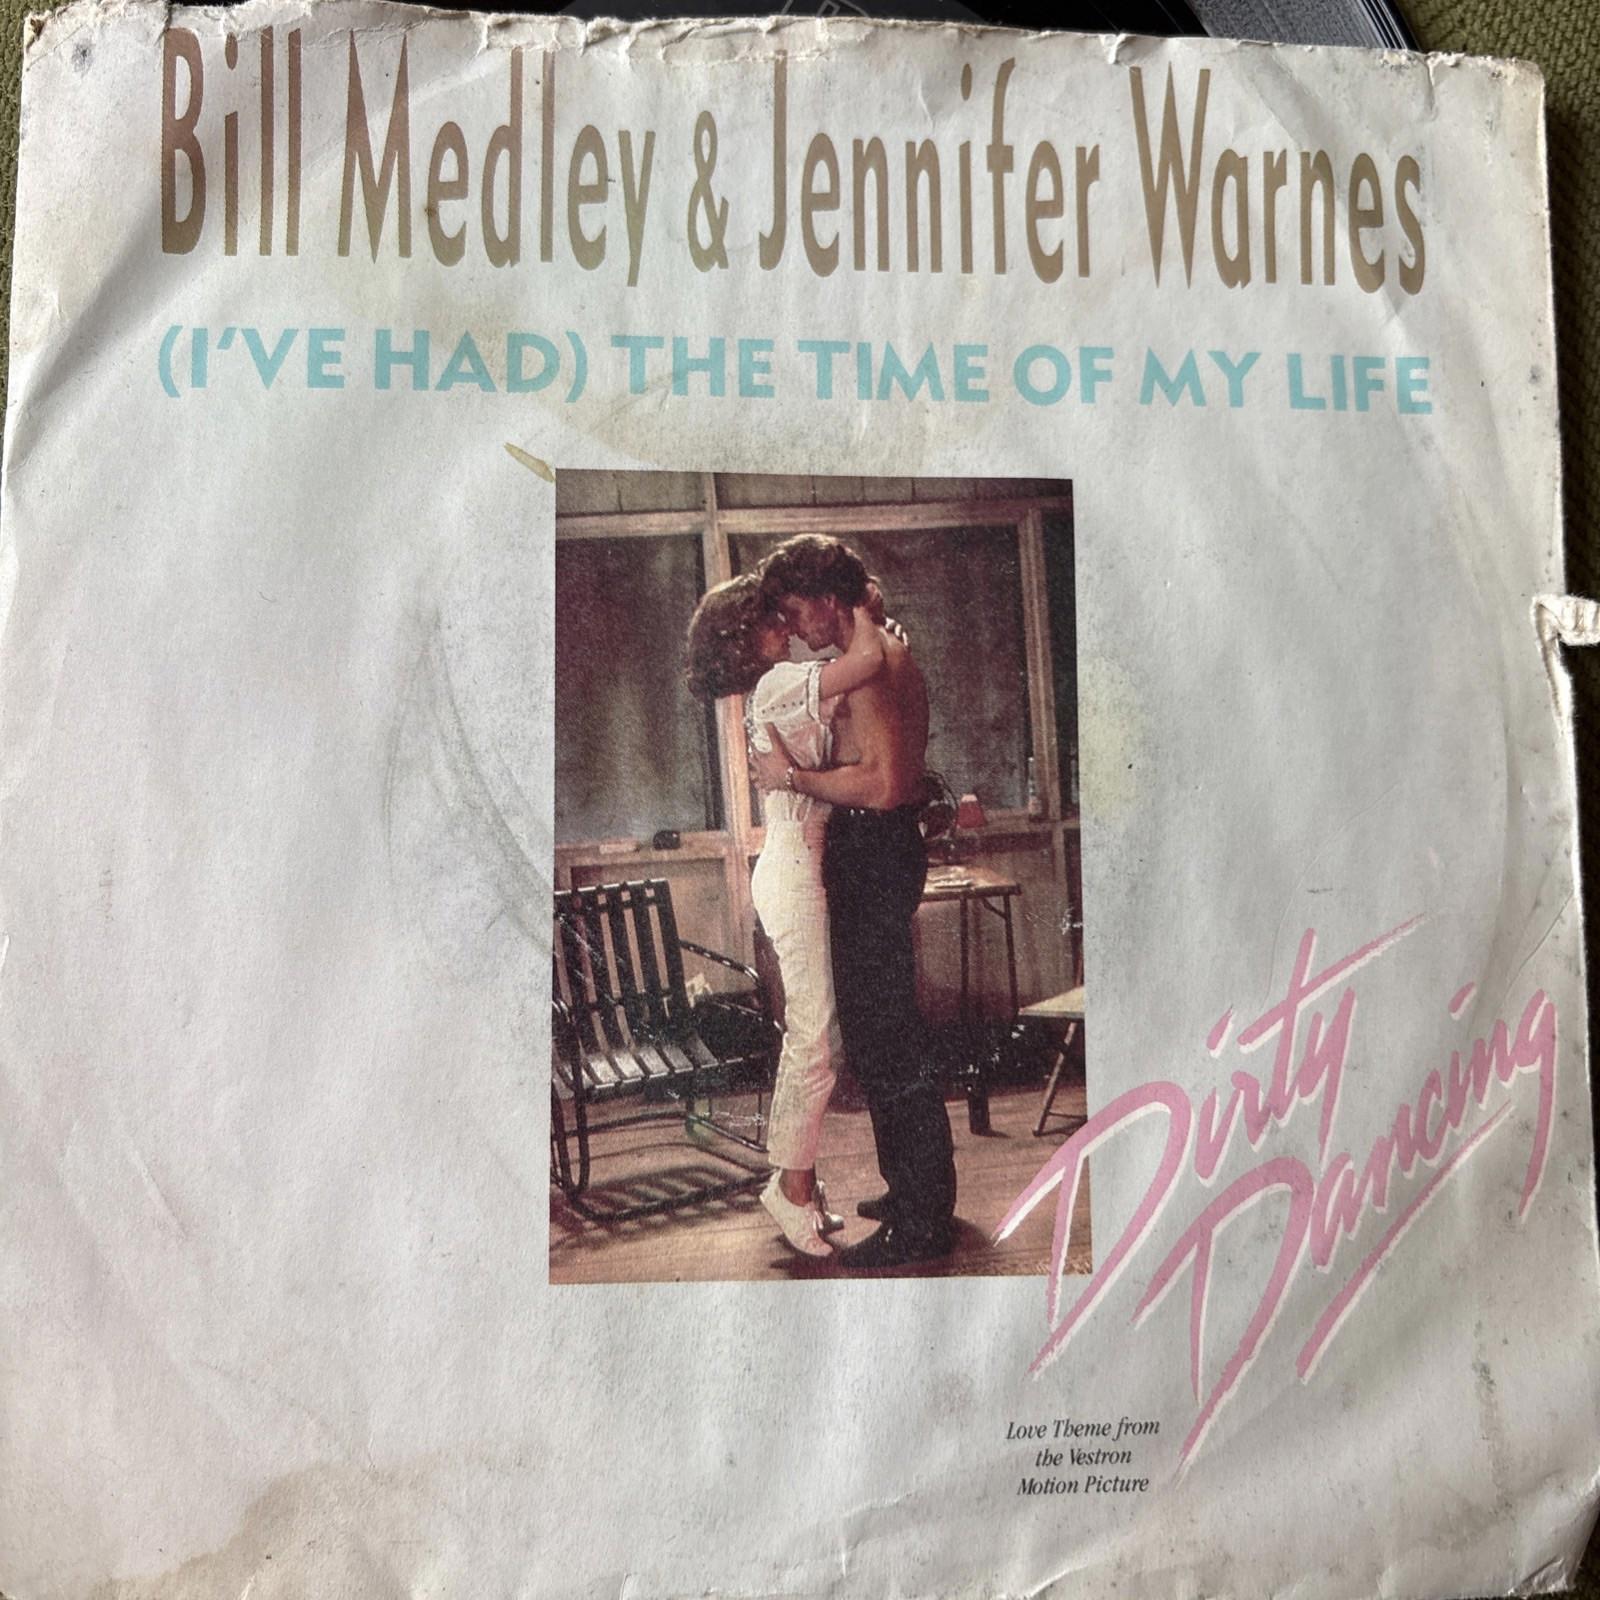 Bill Medley & Jennifer Warnes
(I'VE HAD) THE TIME OF MY LIFE
Dirty
Dancing
Love Theme from
the Vestron
Motion Picture